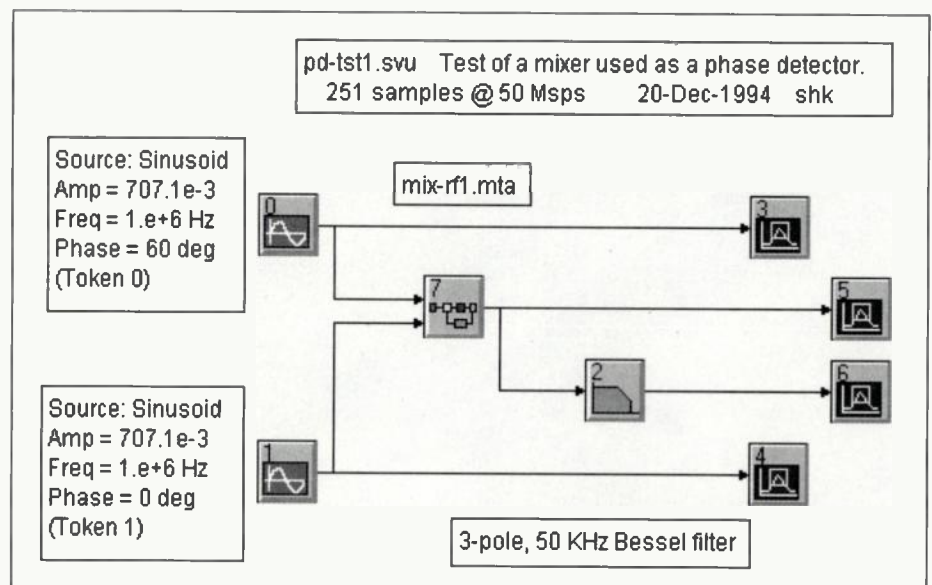 pd-tst1.svu Test of a mixer used as a phase detector.
251 samples @ 50 Msps 20-Dec-1994 shk
Source: Sinusoid
Amp = 707.1e-3
Freq = 1.e+6 Hz
Phase = 60 deg
(Token 0)
mix-rf1.mta
0
3
7
5
2
6
Source: Sinusoid
Amp = 707.1e-3
Freq = 1.e+6 Hz
Phase = 0 deg
(Token 1)
1
4
3-pole, 50 KHz Bessel filter